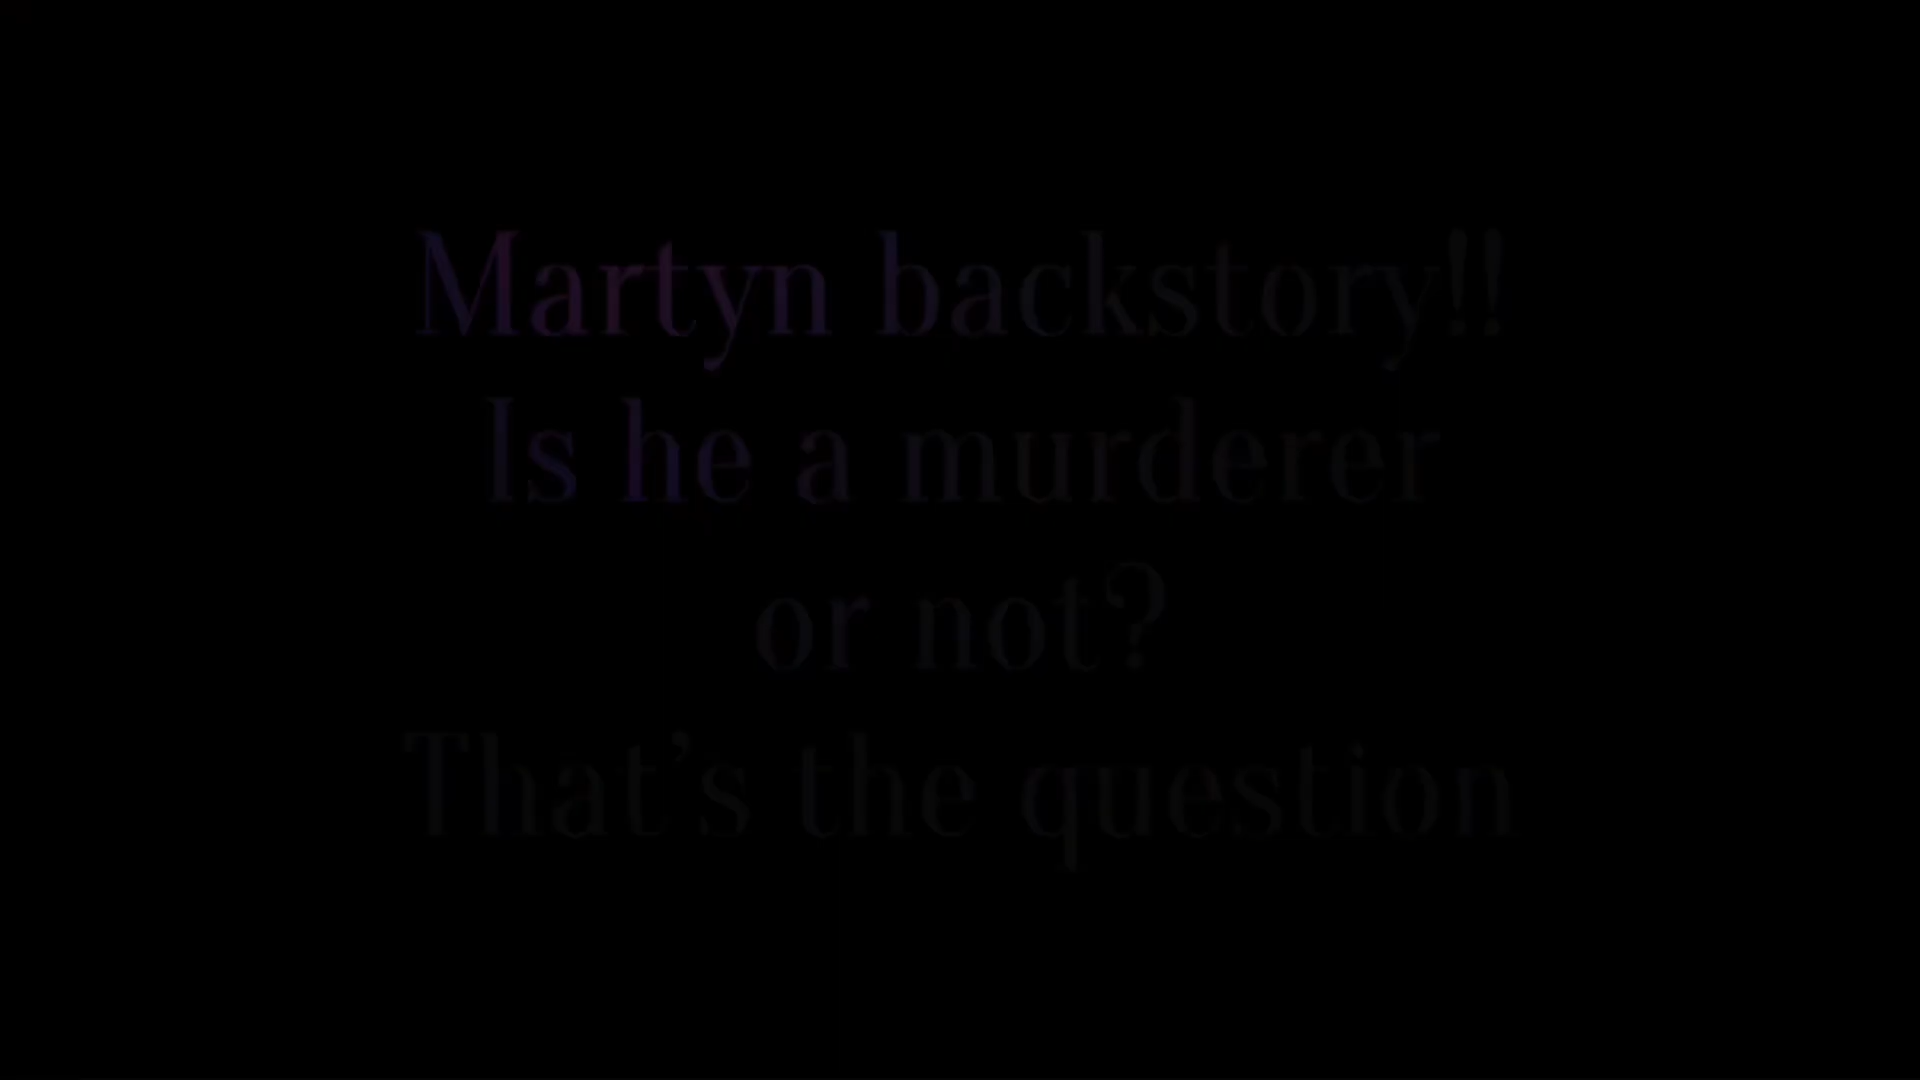 Martyn backstory!!
Is he a murderer
or not?
That’s the question